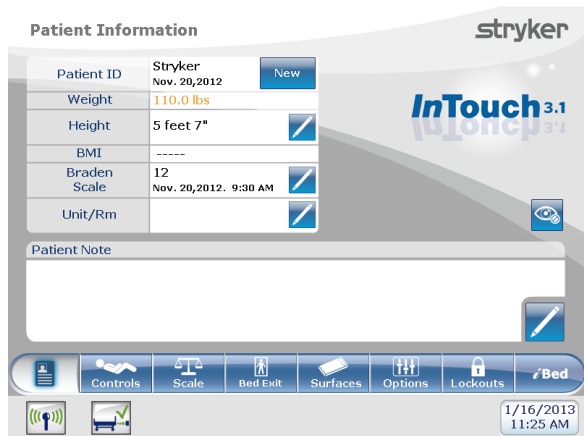 Patient Information
stryker
Patient ID
Stryker
Nov. 20,2012
New
Weight
110.0 lbs
InTouch 3.1
Height
5 feet 7"
BMI
-----
Braden
Scale
12
Nov. 20,2012. 9:30 AM
Unit/Rm
Patient Note
Controls
Scale
Bed Exit
Surfaces
Options
Lockouts
iBed
1/16/2013
11:25 AM